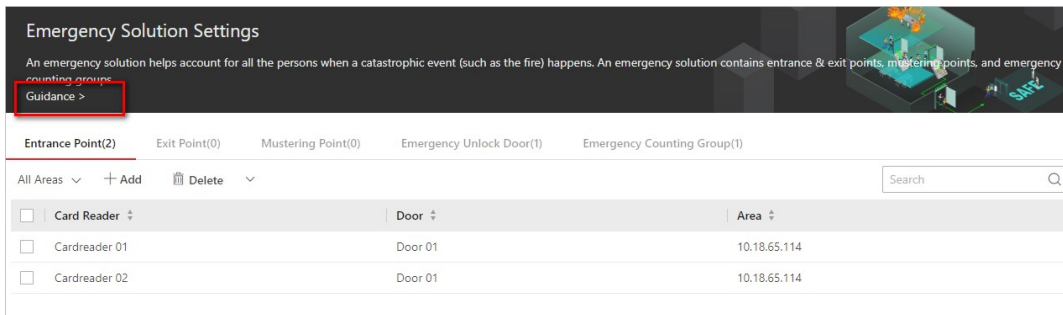 Emergency Solution Settings
An emergency solution helps account for all the persons when a catastrophic event (such as the fire) happens. An emergency solution contains entrance & exit points, mustering points, and emergency
counting groups.
Guidance >
SAFE
Entrance Point(2) Exit Point(0) Mustering Point(0) Emergency Unlock Door(1) Emergency Counting Group(1)
All Areas + Add Delete Search
Card Reader Door Area
Cardreader 01 Door 01 10.18.65.114
Cardreader 02 Door 01 10.18.65.114